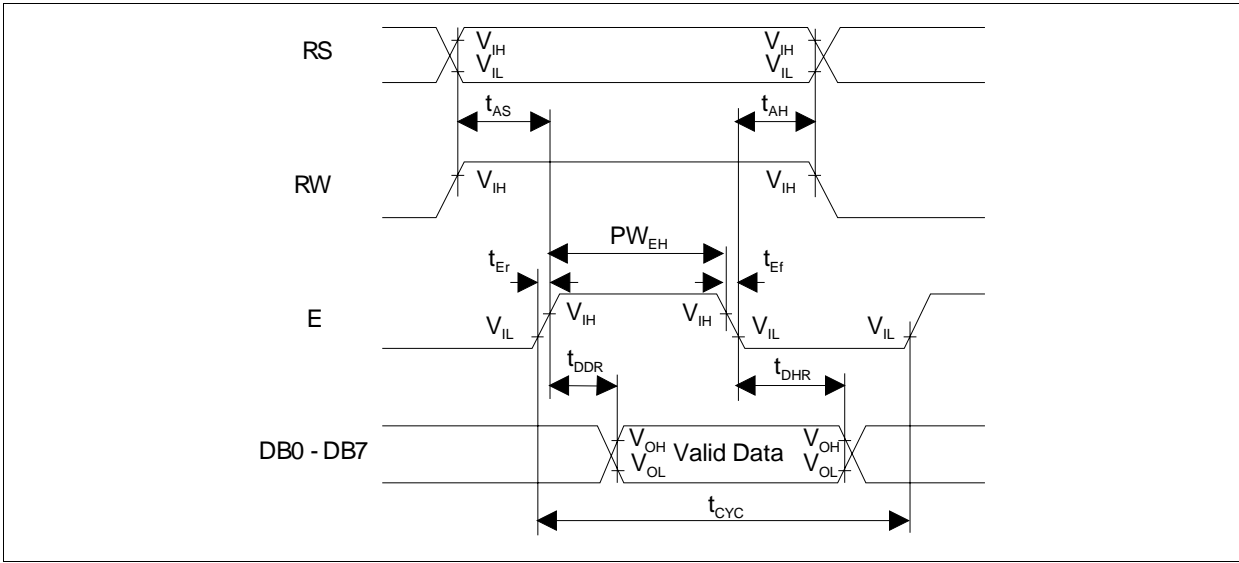 RS
V_IH
V_IL
V_IH
V_IL
t_AS
t_AH
RW
V_IH
V_IH
PW_EH
t_Er
t_Ef
E
V_IL
V_IH
V_IH
V_IL
V_IL
t_DDR
t_DHR
DB0 - DB7
V_OH
V_OL
Valid Data
V_OH
V_OL
t_CYC